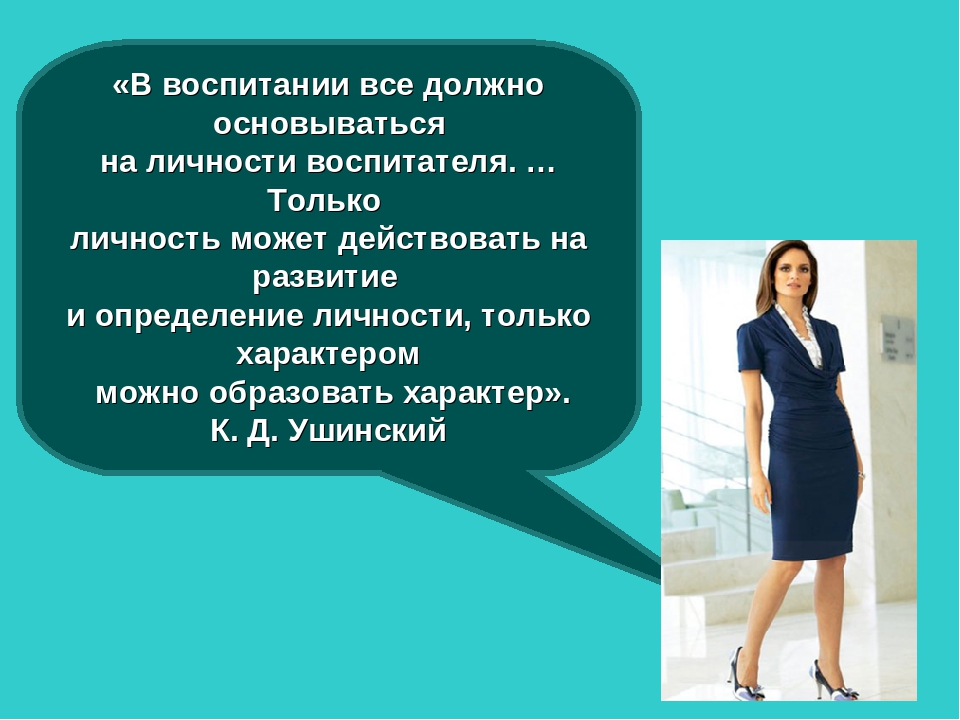 «В воспитании все должно
основываться
на личности воспитателя. …
Только
личность может действовать на
развитие
и определение личности, только
характером
можно образовать характер».
К. Д. Ушинский